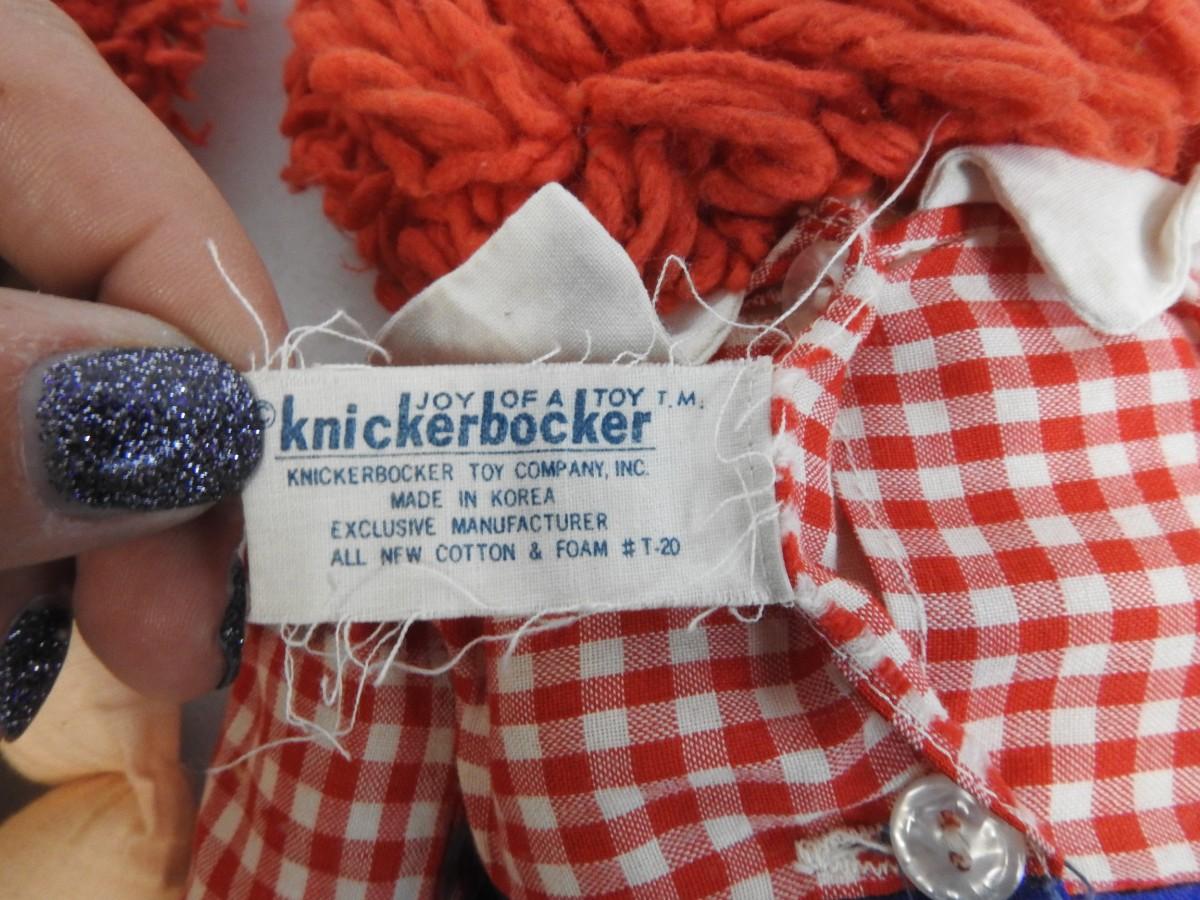 JOY OF A TOY T.M.
© knickerbocker
KNICKERBOCKER TOY COMPANY, INC.
MADE IN KOREA
EXCLUSIVE MANUFACTURER
ALL NEW COTTON & FOAM #T-20